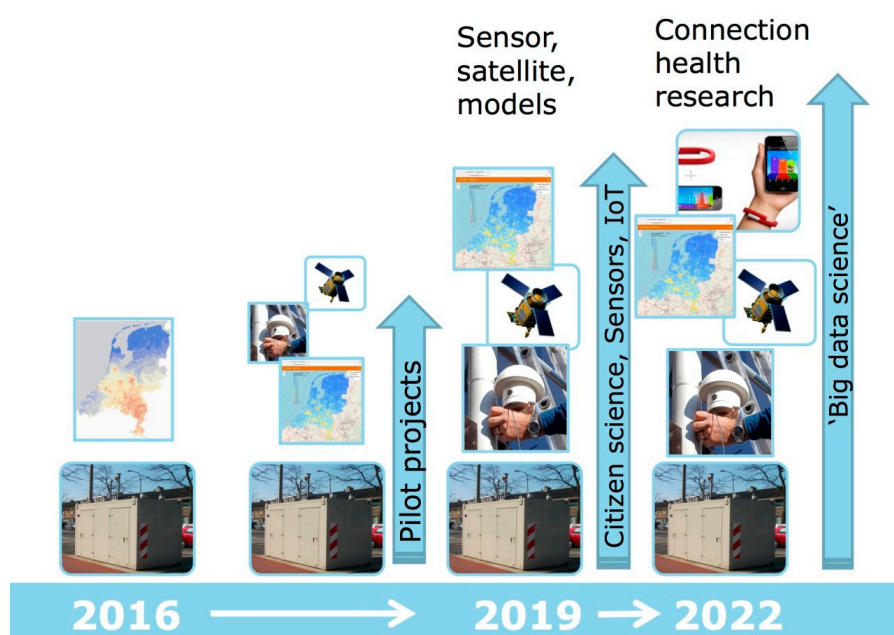 Sensor,
satellite,
models
Connection
health
research
Pilot projects
Citizen science, Sensors, IoT
‘Big data science’
2016
2019
2022